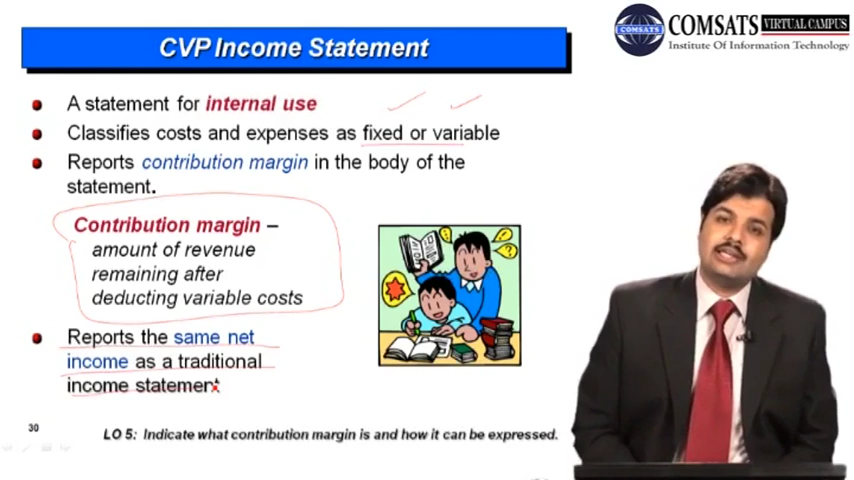 CVP Income Statement
COMSATS
COMSATS VIRTUAL CAMPUS
Institute Of Information Technology
A statement for internal use
Classifies costs and expenses as fixed or variable
Reports contribution margin in the body of the
statement.
Contribution margin –
amount of revenue
remaining after
deducting variable costs
Reports the same net
income as a traditional
income statement
30
LO 5: Indicate what contribution margin is and how it can be expressed.